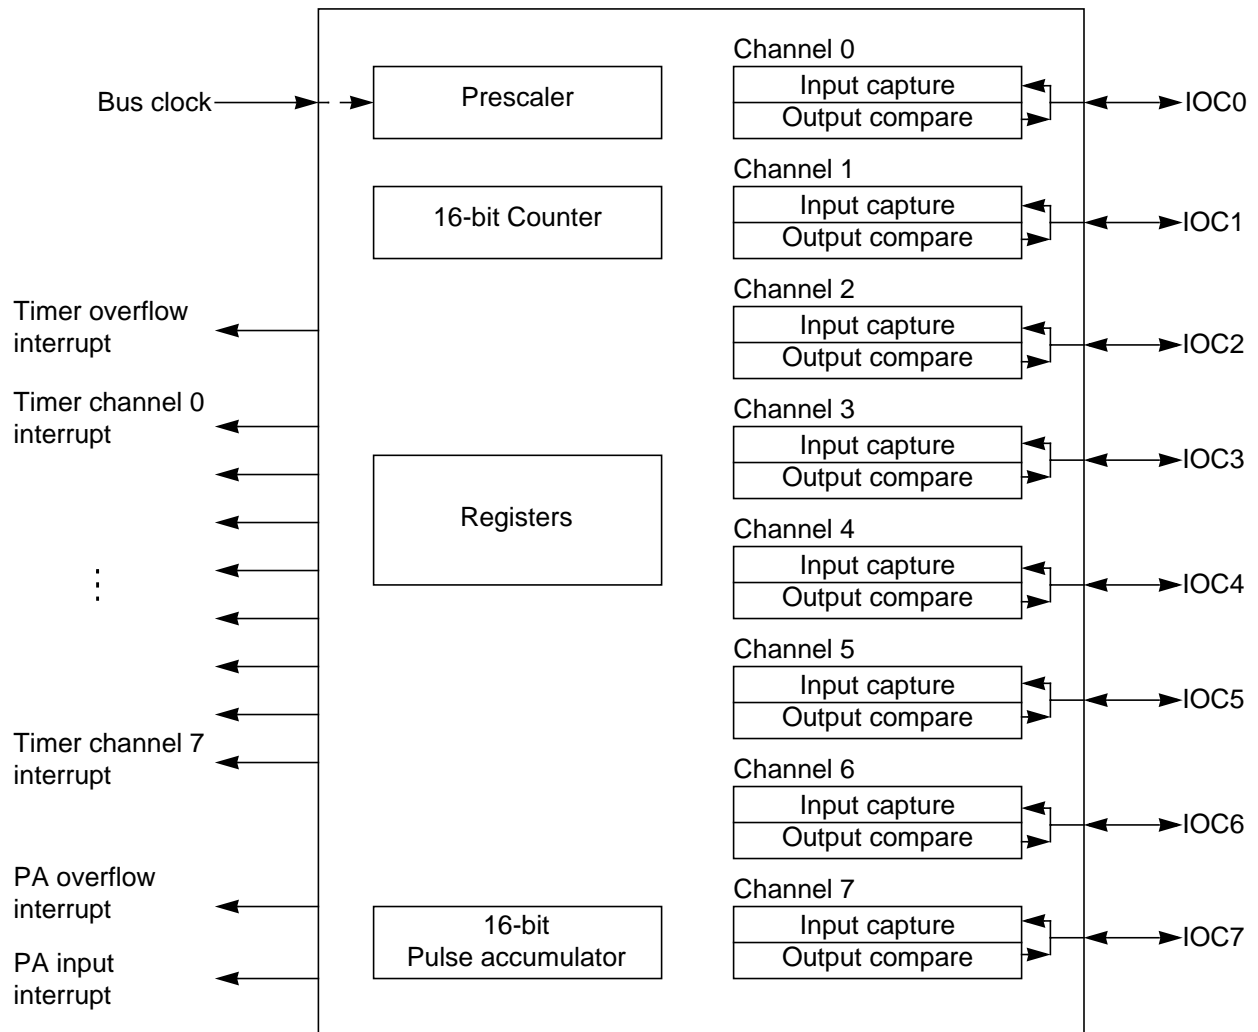 Channel 0
Bus clock
Prescaler
Input capture
Output compare
IOC0
Channel 1
16-bit Counter
Input capture
Output compare
IOC1
Channel 2
Timer overflow
interrupt
Input capture
Output compare
IOC2
Timer channel 0
interrupt
Channel 3
Input capture
Output compare
IOC3
Registers
Channel 4
Input capture
Output compare
IOC4
Channel 5
Input capture
Output compare
IOC5
Timer channel 7
interrupt
Channel 6
Input capture
Output compare
IOC6
PA overflow
interrupt
Channel 7
16-bit
Pulse accumulator
Input capture
Output compare
IOC7
PA input
interrupt